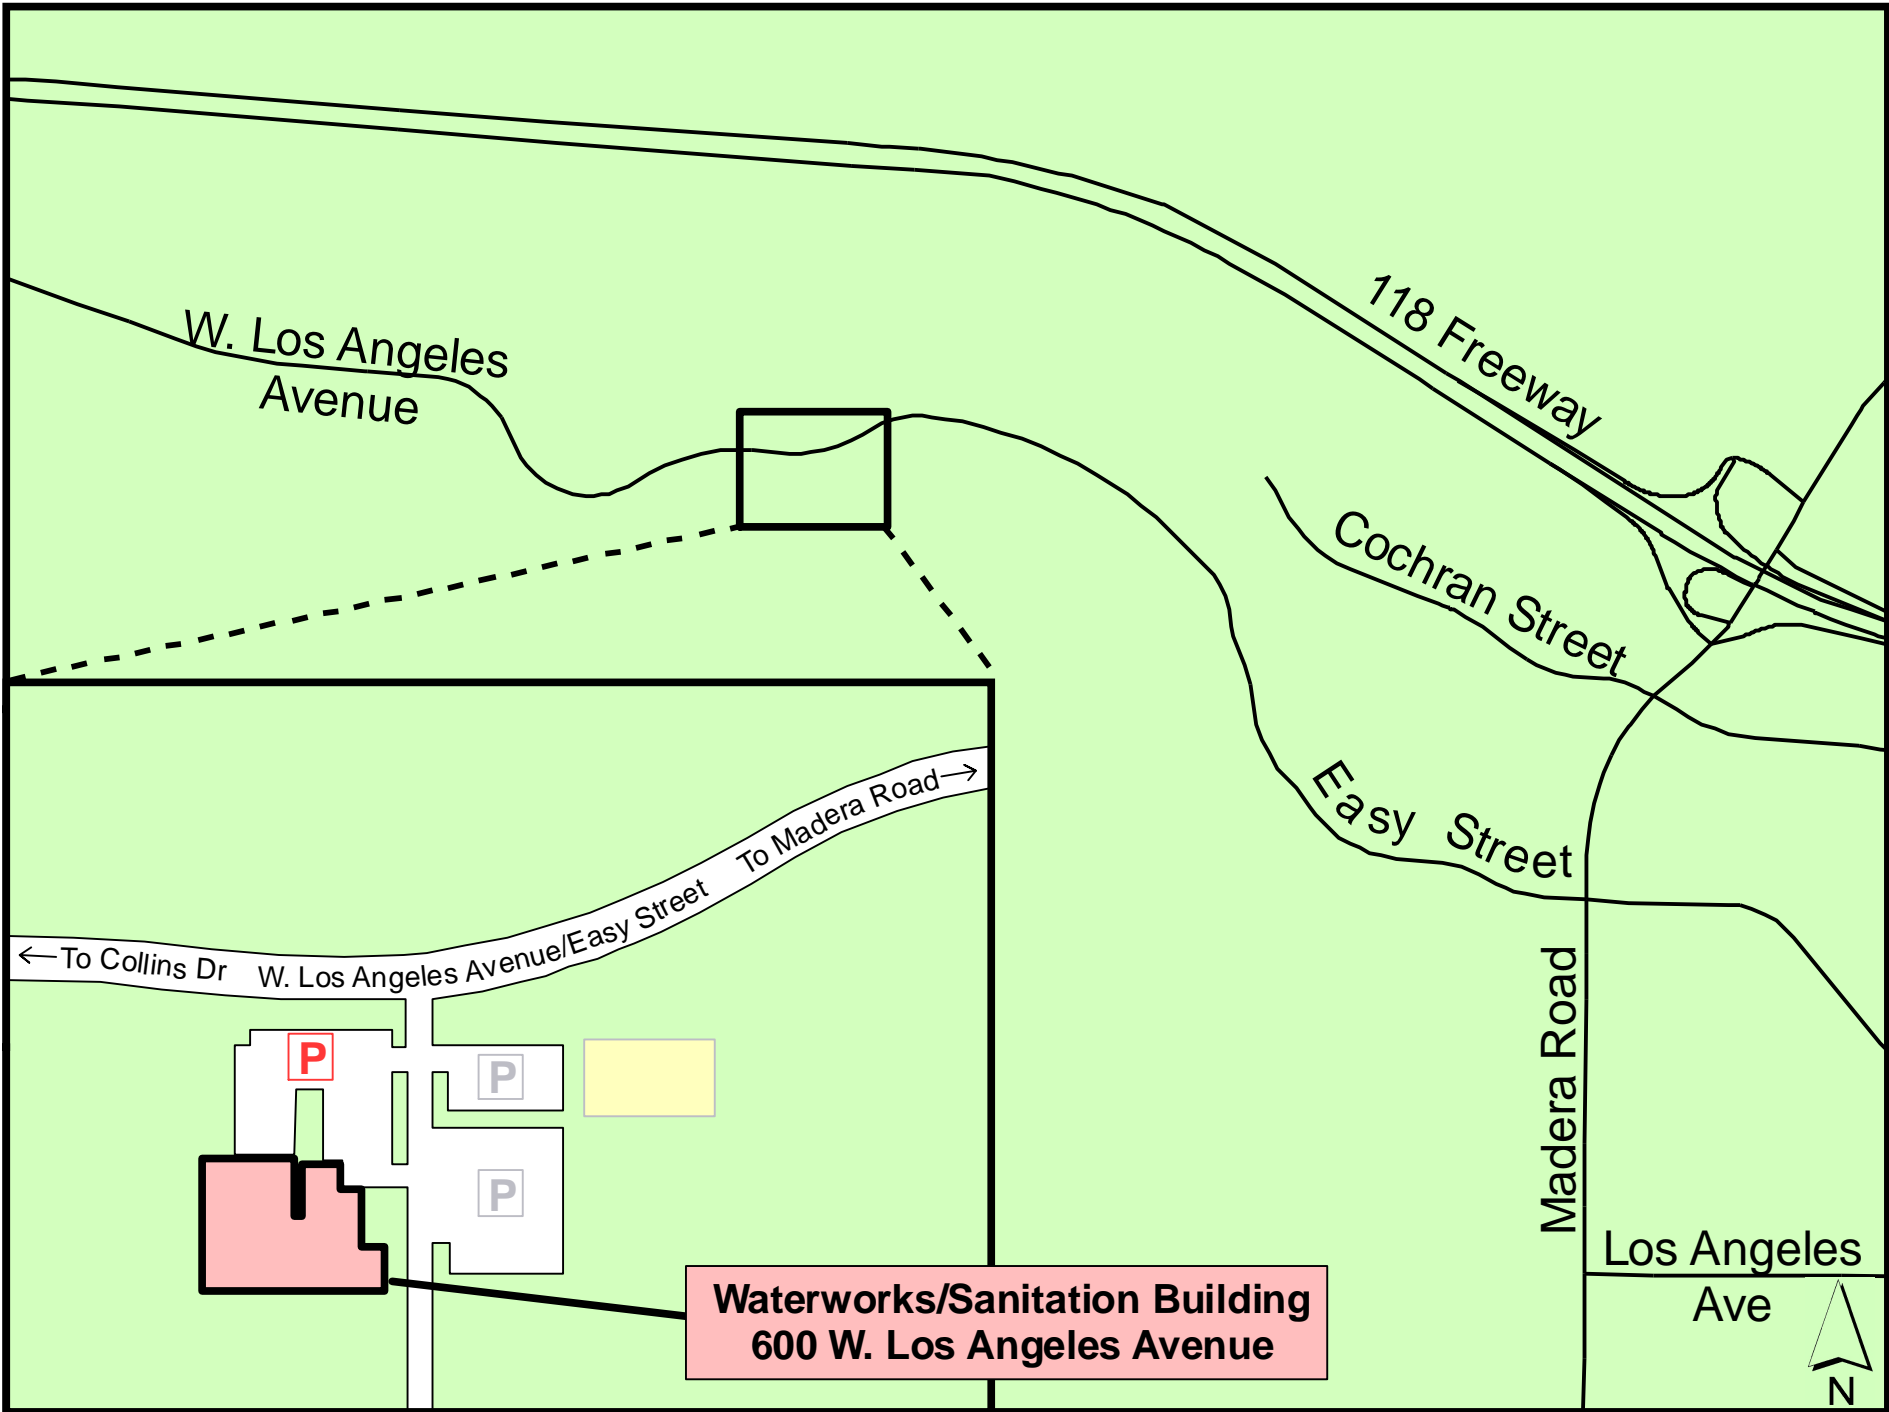 118 Freeway
W. Los Angeles
Avenue
Cochran Street
Easy Street
To Madera Road
W. Los Angeles Avenue/Easy Street
To Collins Dr
Madera Road
P
P
P
Los Angeles
Ave
Waterworks/Sanitation Building
600 W. Los Angeles Avenue
N